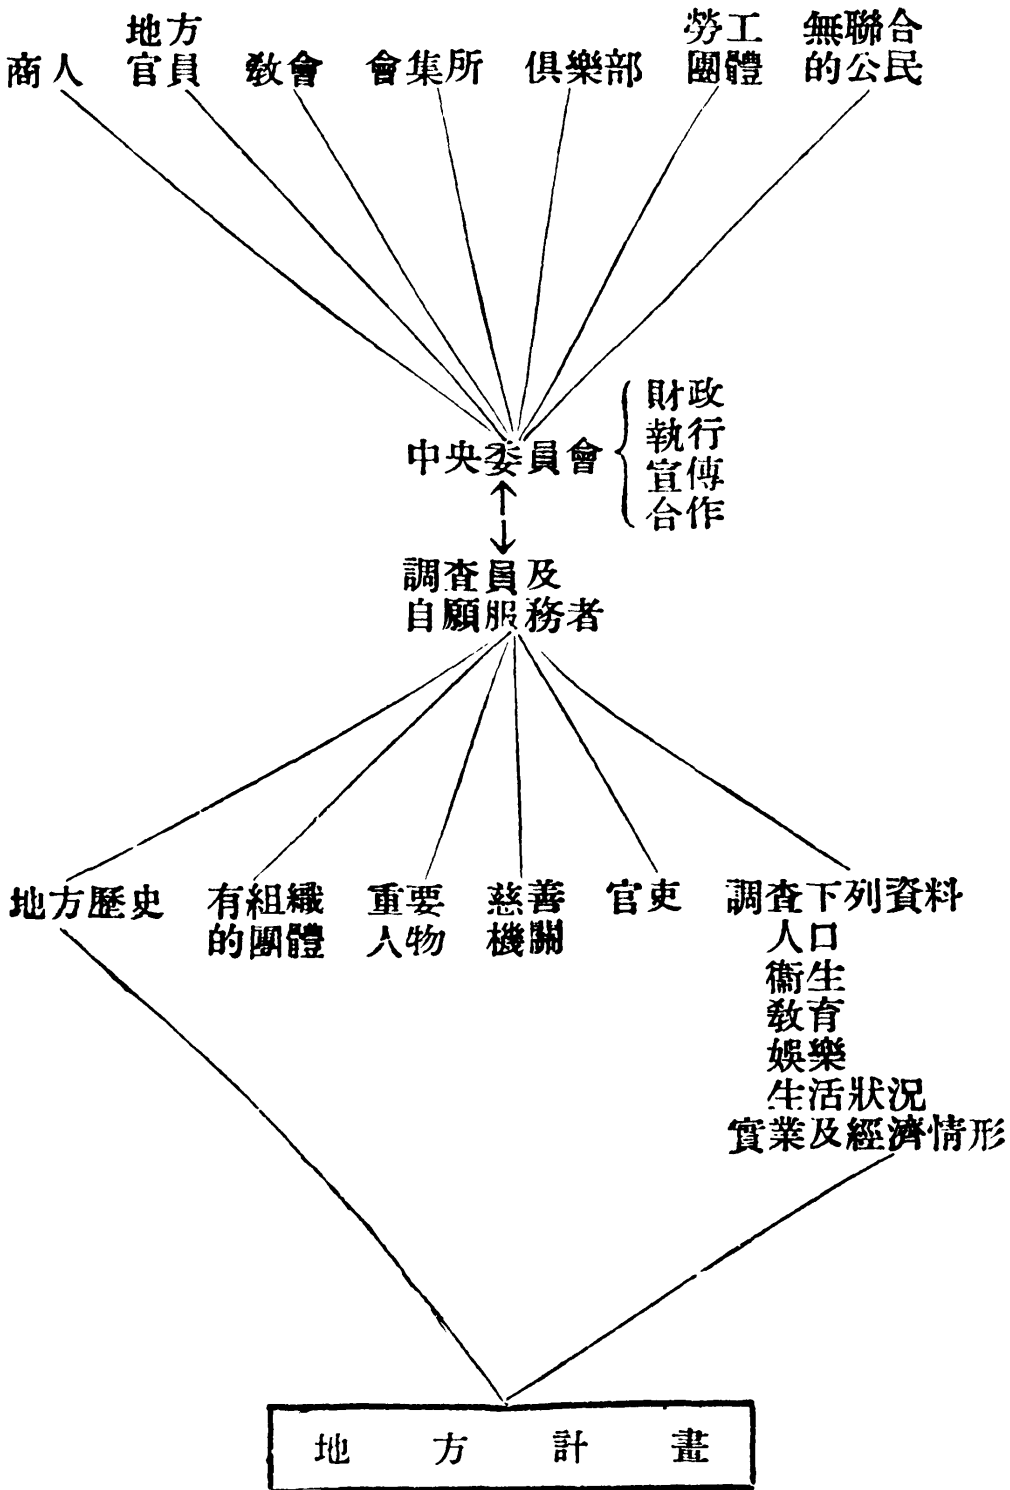 商人
地方
官員
教會
會集所
俱樂部
勞工
團體
無聯合
的公民
中央委員會
財政
執行
宣傳
合作
調查員及
自願服務者
地方歷史
有組織
的團體
重要
人物
慈善
機關
官吏
調查下列資料
人口
衞生
教育
娛樂
生活狀況
實業及經濟情形
地方計畫